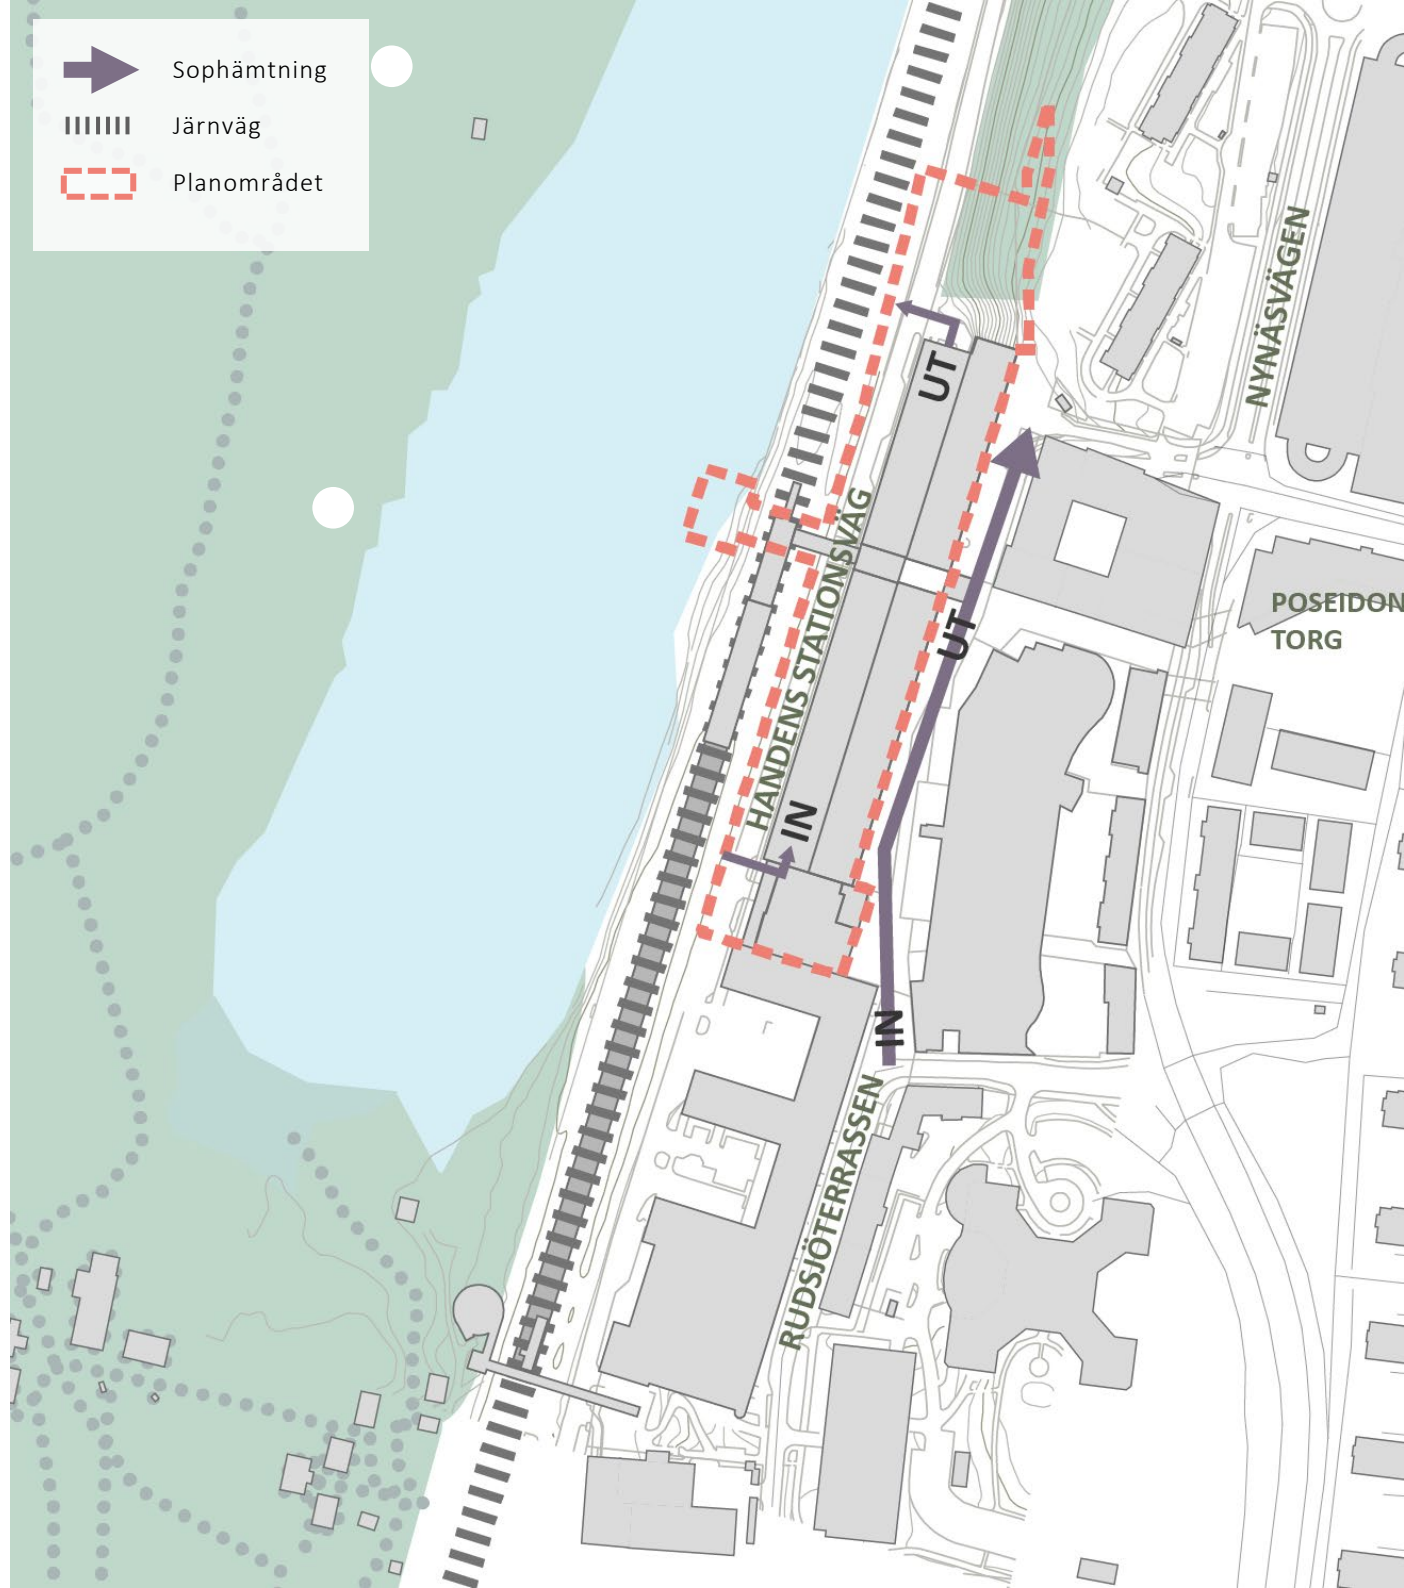 Sophämtning
Järnväg
Planområdet
NYNÄSVÄGEN
UT
HANDENS STATIONSVÄG
UT
POSEIDON
TORG
IN
IN
RUDSJÖTERRASSEN